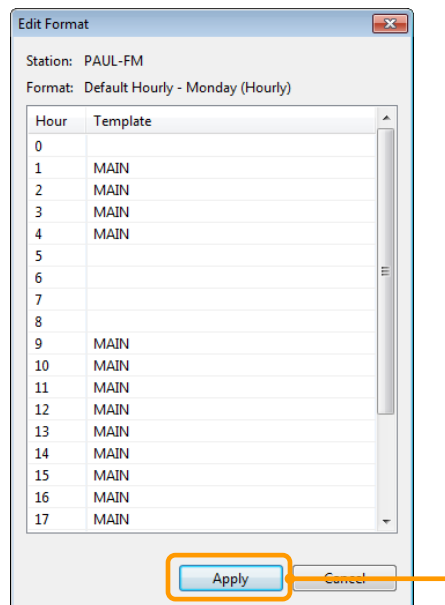 Edit Format
Station: PAUL-FM
Format: Default Hourly - Monday (Hourly)
Hour Template
0
1 MAIN
2 MAIN
3 MAIN
4 MAIN
5
6
7
8
9 MAIN
10 MAIN
11 MAIN
12 MAIN
13 MAIN
14 MAIN
15 MAIN
16 MAIN
17 MAIN
Apply Cancel